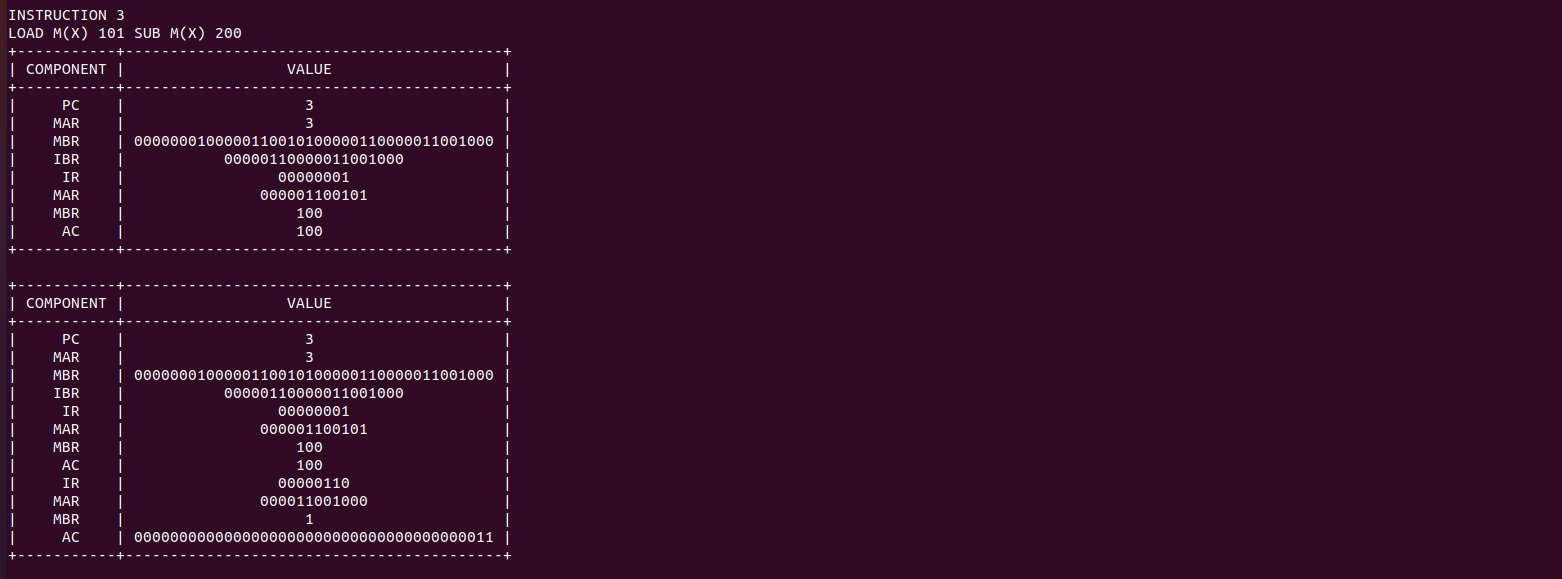 INSTRUCTION 3
LOAD M(X) 101 SUB M(X) 200
+-----------+------------------------------------------+
| COMPONENT |                  VALUE                   |
+-----------+------------------------------------------+
|     PC    |                    3                     |
|    MAR    |                    3                     |
|    MBR    | 0000000100000110010100000110000011001000 |
|    IBR    |           00000110000011001000           |
|     IR    |                 00000001                 |
|    MAR    |               000001100101               |
|    MBR    |                   100                    |
|     AC    |                   100                    |
+-----------+------------------------------------------+
+-----------+------------------------------------------+
| COMPONENT |                  VALUE                   |
+-----------+------------------------------------------+
|     PC    |                    3                     |
|    MAR    |                    3                     |
|    MBR    | 0000000100000110010100000110000011001000 |
|    IBR    |           00000110000011001000           |
|     IR    |                 00000001                 |
|    MAR    |               000001100101               |
|    MBR    |                   100                    |
|     AC    |                   100                    |
|     IR    |                 00000110                 |
|    MAR    |               000011001000               |
|    MBR    |                    1                     |
|     AC    | 0000000000000000000000000000000000000011 |
+-----------+------------------------------------------+